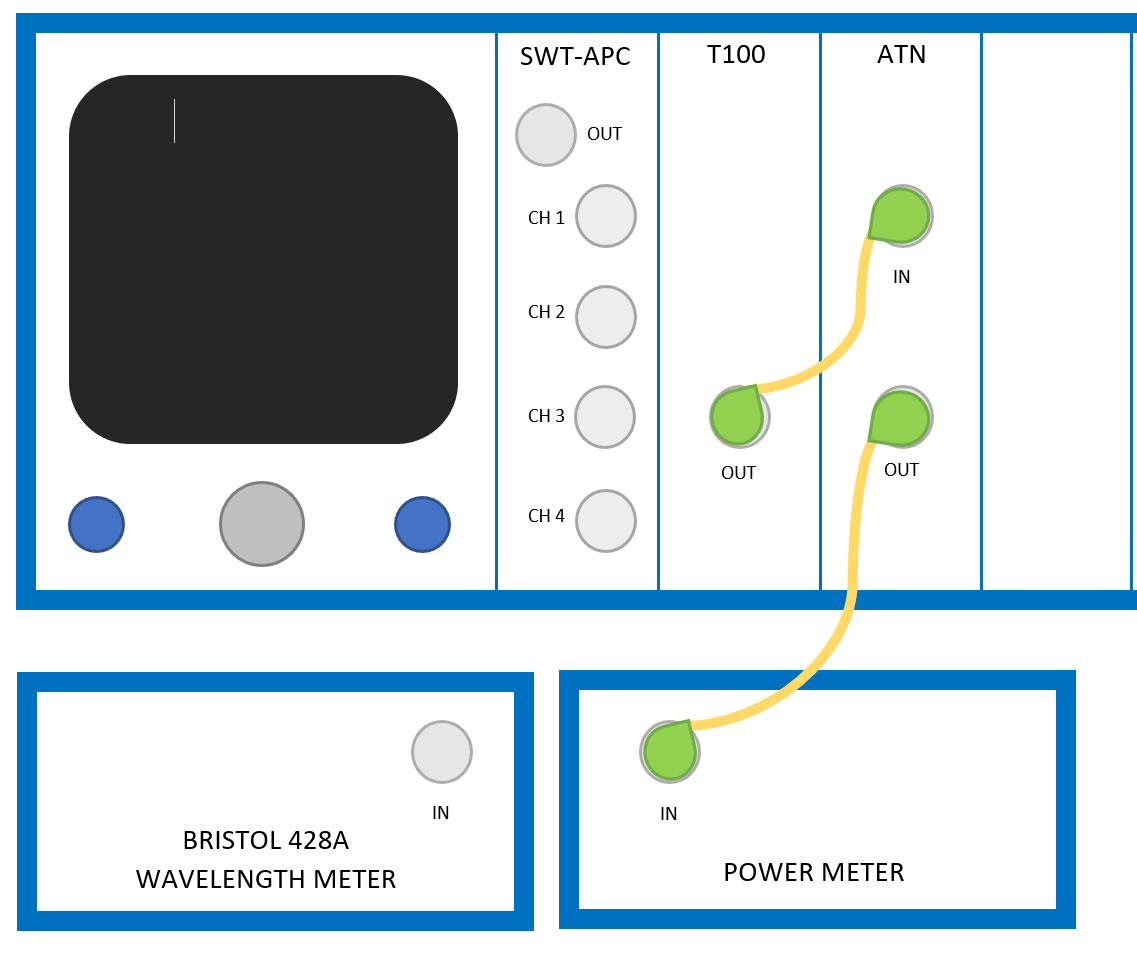 SWT-APC
T100
ATN
OUT
CH 1
IN
CH 2
CH 3
OUT
OUT
CH 4
IN
BRISTOL 428A
WAVELENGTH METER
IN
POWER METER